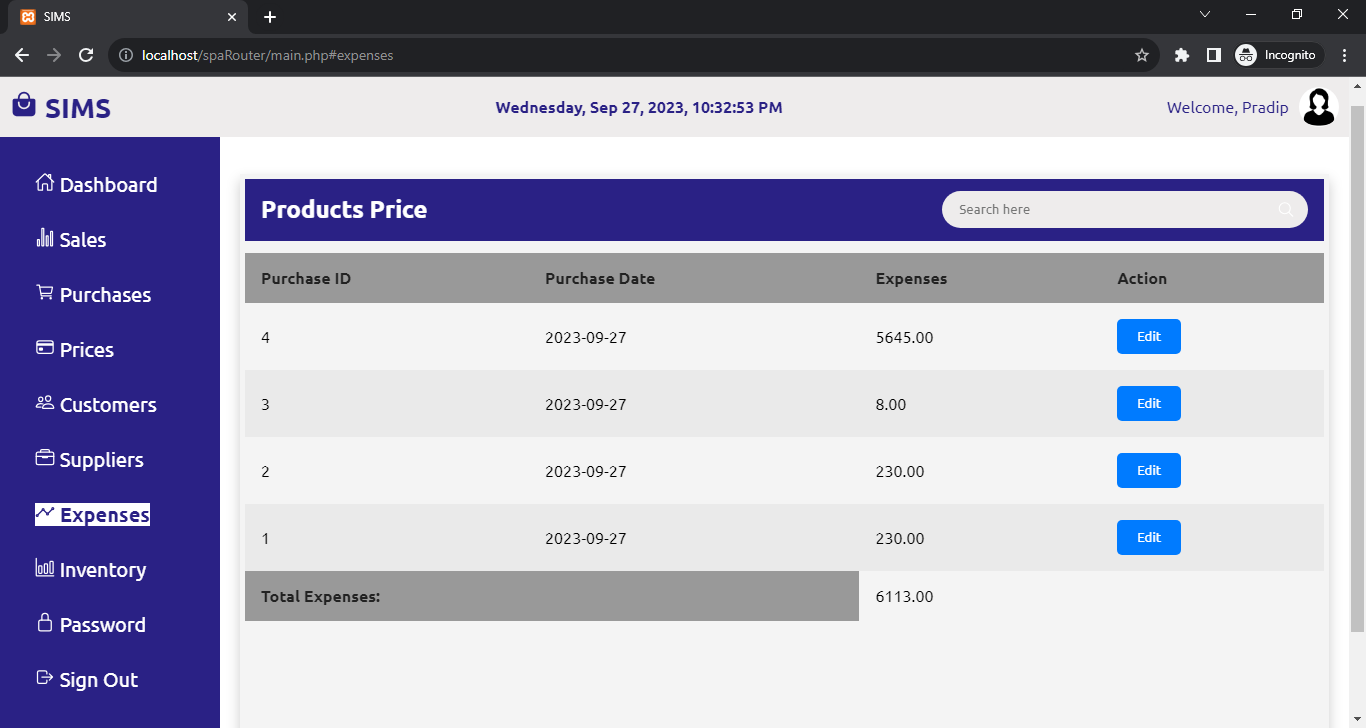 SIMS
localhost/spaRouter/main.php#expenses
Incognito
SIMS
Wednesday, Sep 27, 2023, 10:32:53 PM
Welcome, Pradip
Dashboard
Sales
Purchases
Prices
Customers
Suppliers
Expenses
Inventory
Password
Sign Out
Products Price
Search here
Purchase ID Purchase Date Expenses Action
4 2023-09-27 5645.00 Edit
3 2023-09-27 8.00 Edit
2 2023-09-27 230.00 Edit
1 2023-09-27 230.00 Edit
Total Expenses: 6113.00